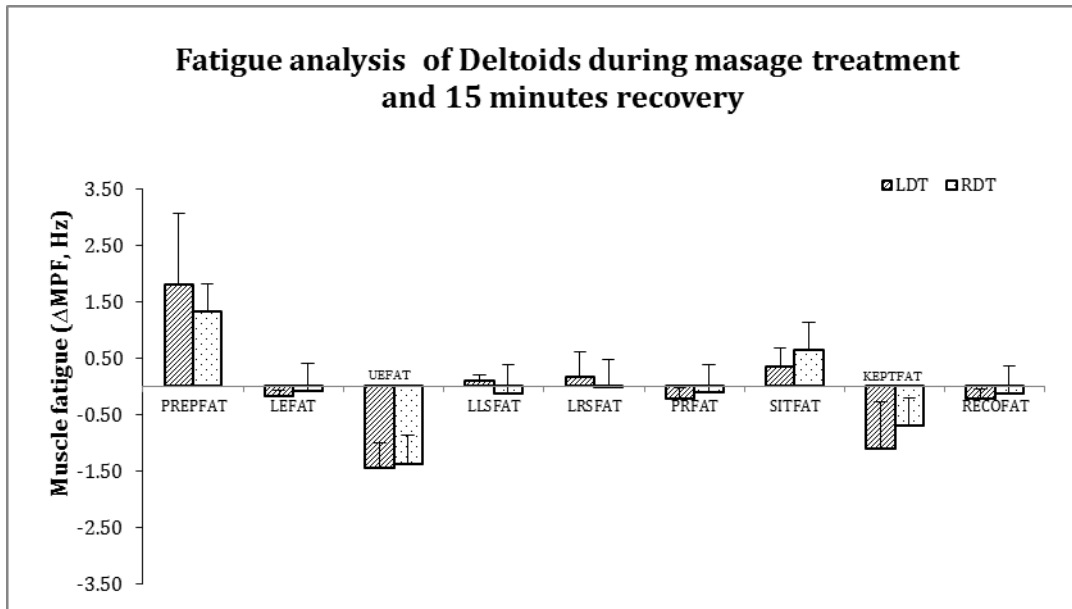 Fatigue analysis of Deltoids during masage treatment
and 15 minutes recovery
LDT RDT
Muscle fatigue (ΔMPF, Hz)
3.50
2.50
1.50
0.50
-0.50
-1.50
-2.50
-3.50
PREPFAT LEFAT UEFAT LLSFAT LRSFAT PRFAT SITFAT KEPTFAT RECOFAT